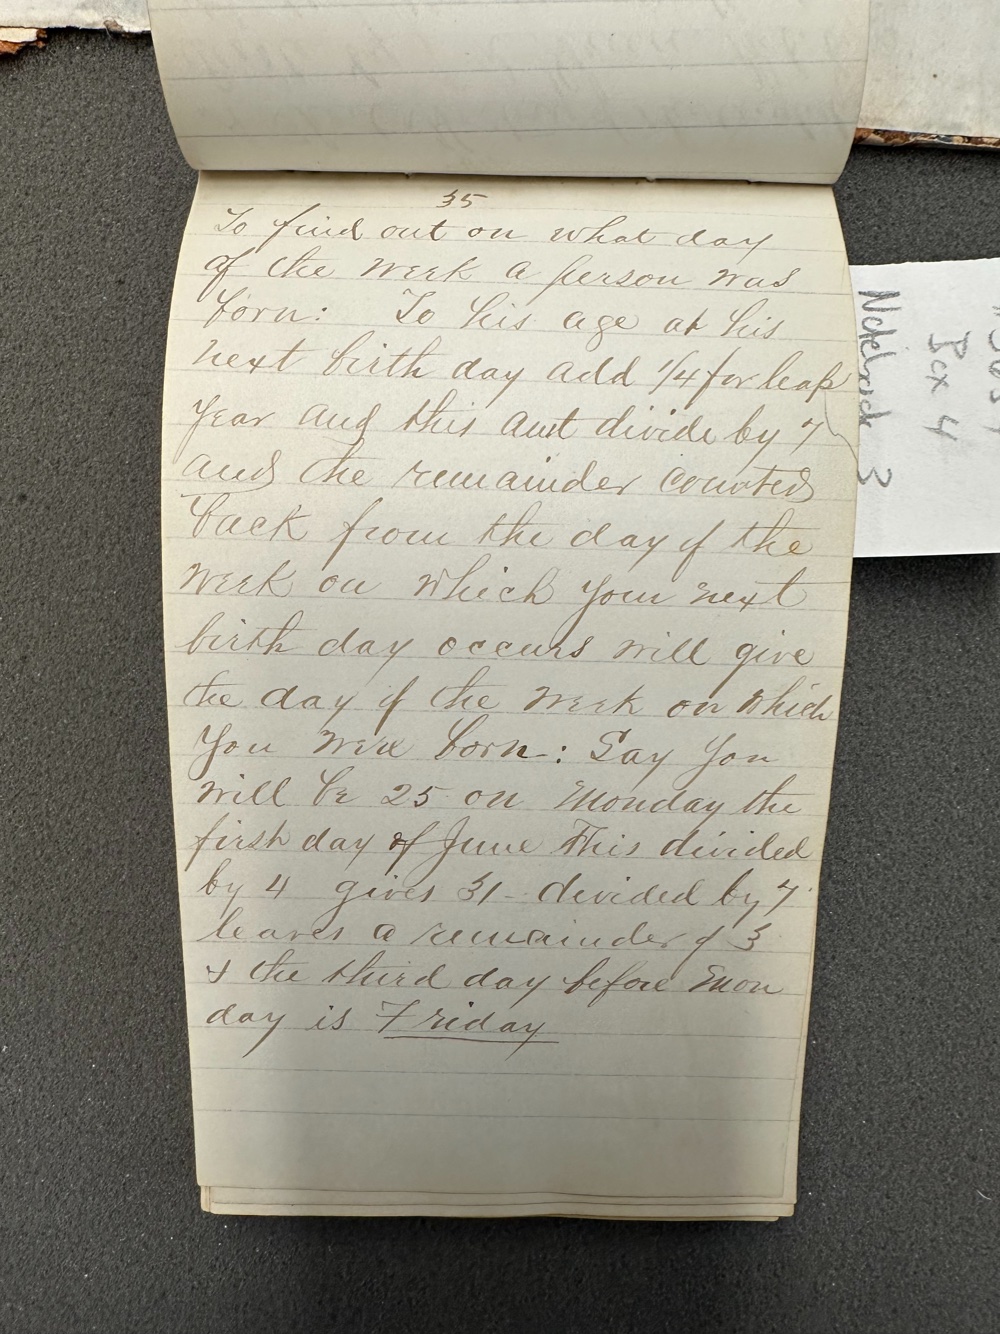 35
To find out on what day
of the week a person was
born: To his age at his
next birth day add 1/4 for leap
year and this amt divide by 7
and the remainder counted
back from the day of the
week on which your next
birth day occurs will give
the day of the week on which
you were born: Say you
will be 25 on Monday the
first day of June This divided
by 4 gives 31 - divided by 7
leaves a remainder of 3
& the third day before Mon
day is Friday
Box 4
3